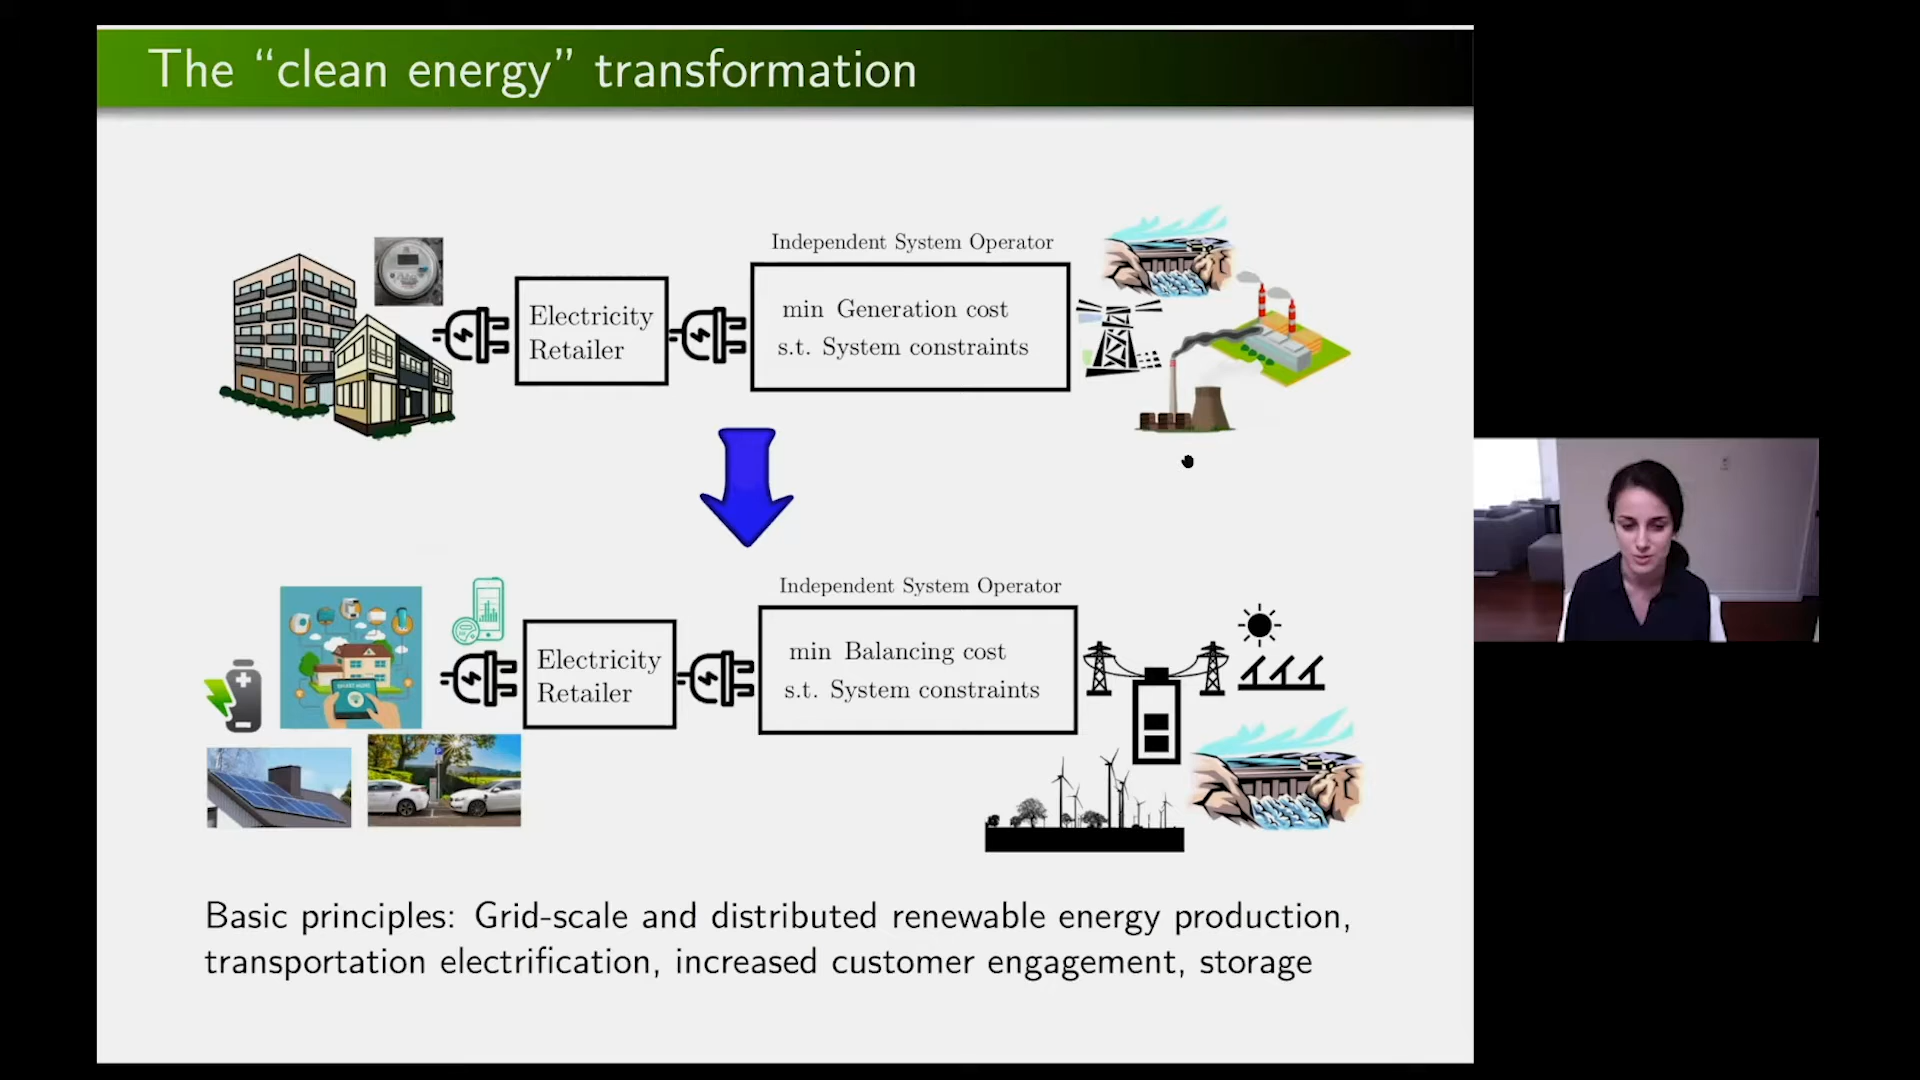 The “clean energy” transformation
Independent System Operator
Electricity
Retailer
min Generation cost
s.t. System constraints
Independent System Operator
Electricity
Retailer
min Balancing cost
s.t. System constraints
Basic principles: Grid-scale and distributed renewable energy production,
transportation electrification, increased customer engagement, storage